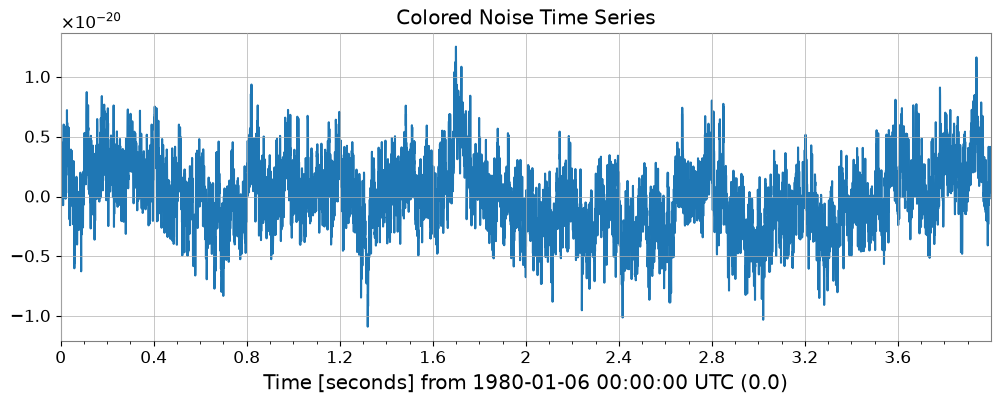 Colored Noise Time Series
×10⁻²⁰
1.0
0.5
0.0
−0.5
−1.0
0 0.4 0.8 1.2 1.6 2 2.4 2.8 3.2 3.6
Time [seconds] from 1980-01-06 00:00:00 UTC (0.0)